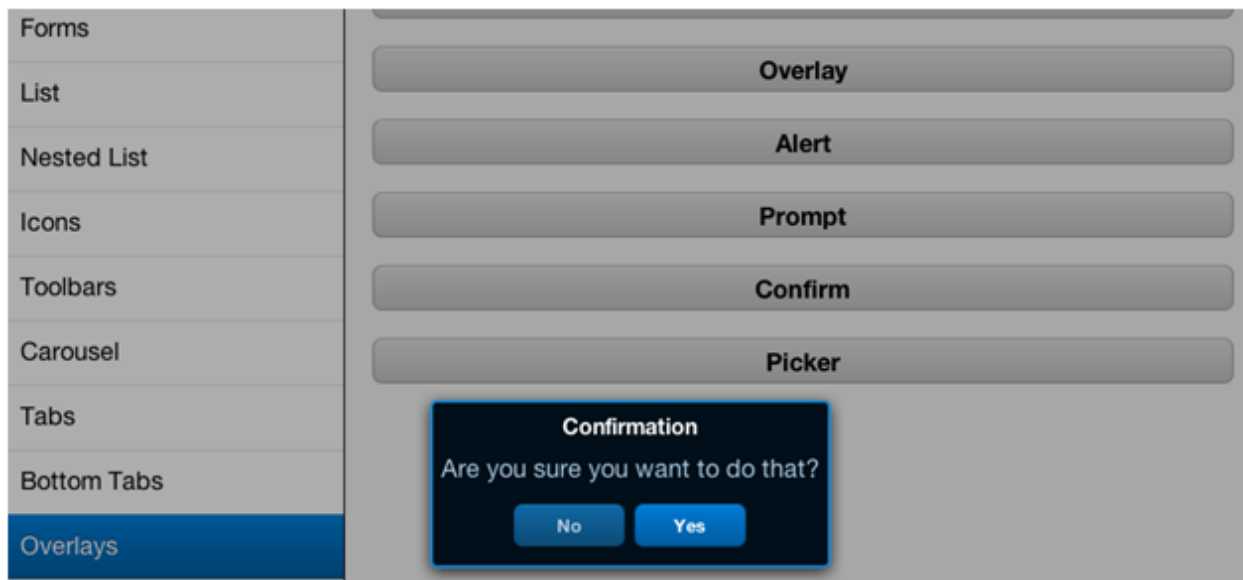 Forms
List
Nested List
Icons
Toolbars
Carousel
Tabs
Bottom Tabs
Overlays
Overlay
Alert
Prompt
Confirm
Picker
Confirmation
Are you sure you want to do that?
No
Yes